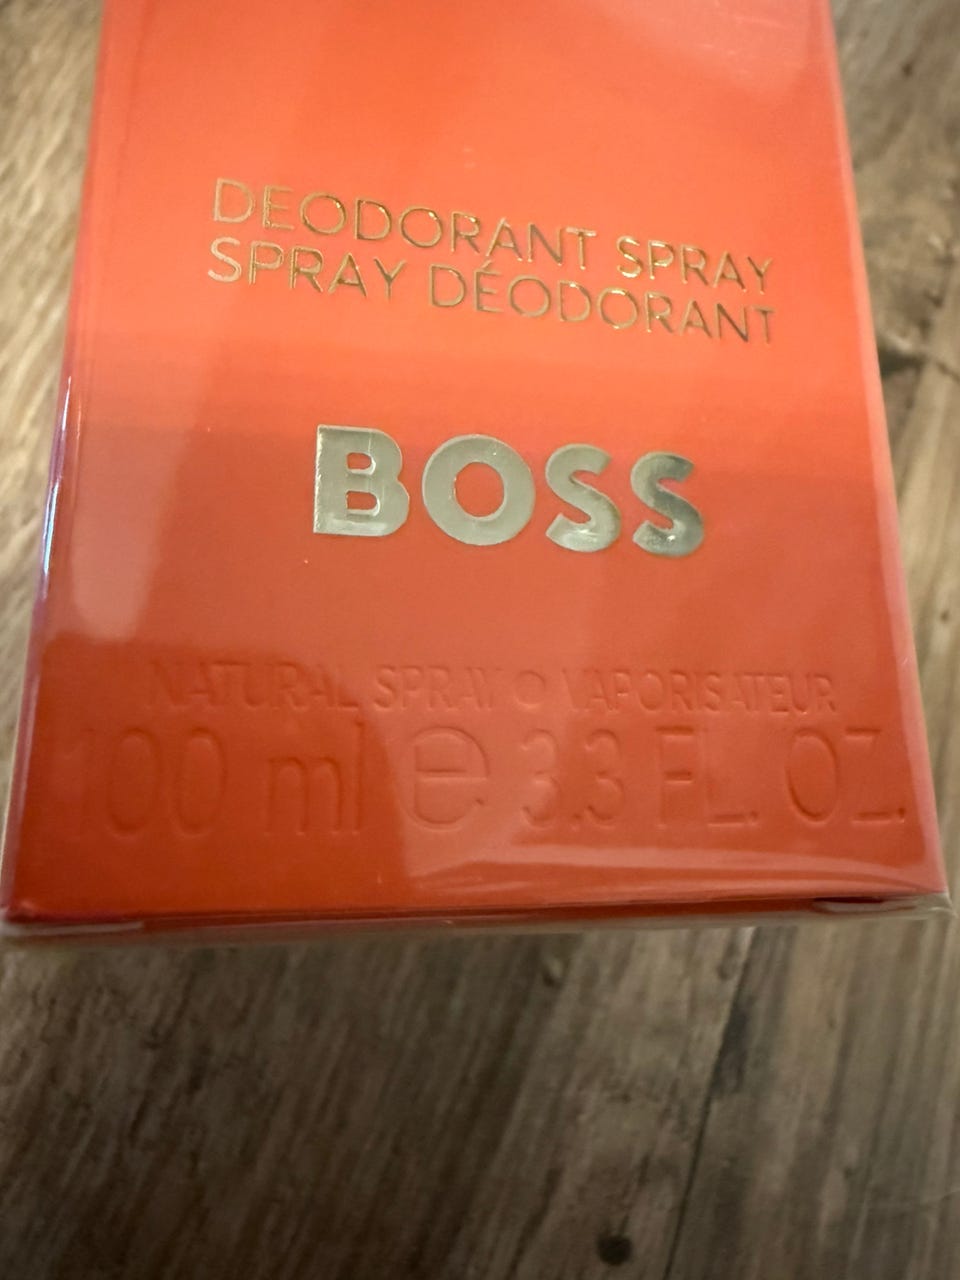 DEODORANT SPRAY
SPRAY DÉODORANT
BOSS
NATURAL SPRAY O VAPORISATEUR
100 ml ℮ 3.3 FL. OZ.